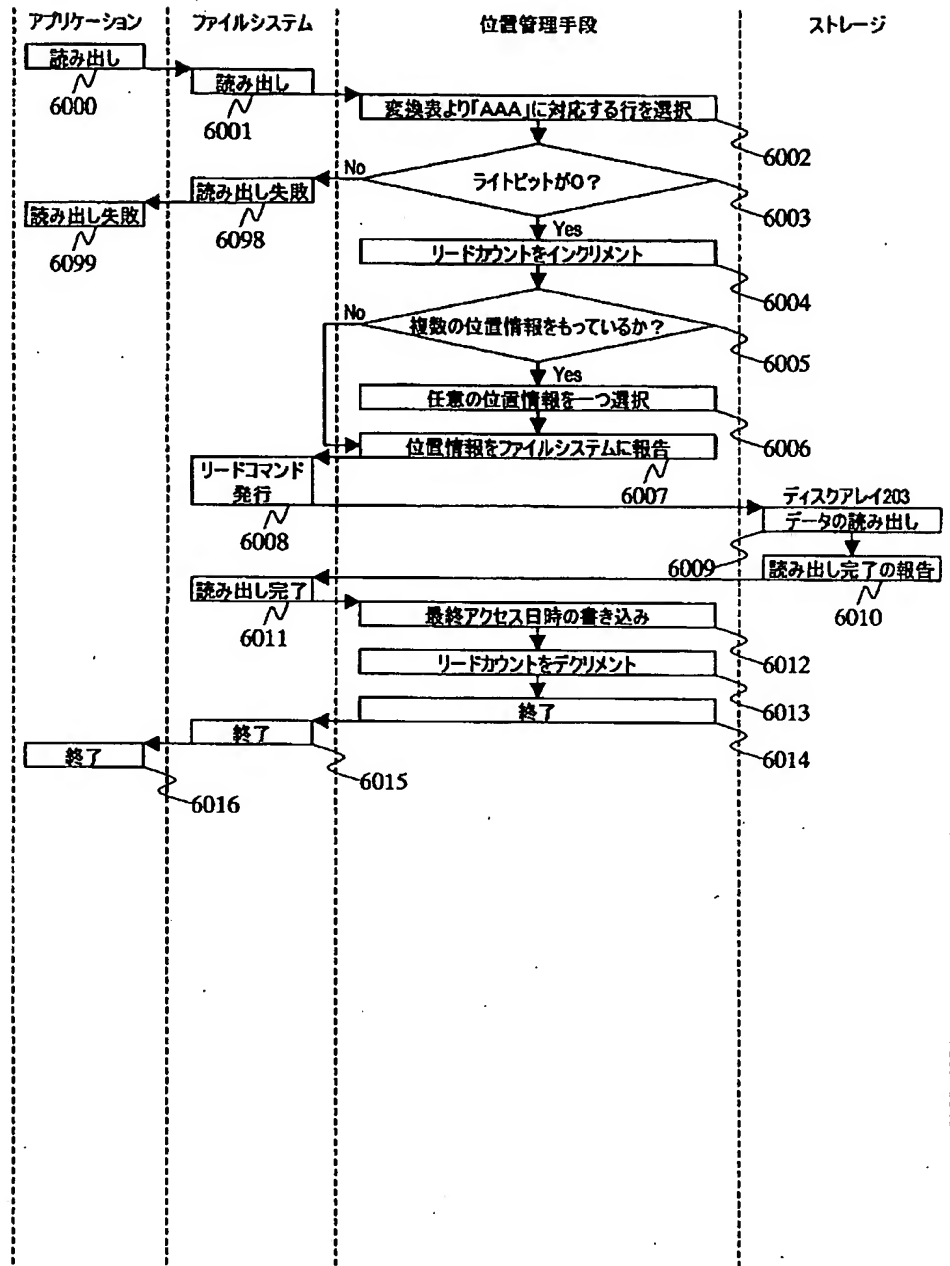 アプリケーション
ファイルシステム
位置管理手段
ストレージ
読み出し
6000
読み出し
6001
変換表より「AAA」に対応する行を選択
6002
No
ライトビットが0？
6003
読み出し失敗
6098
読み出し失敗
6099
Yes
リードカウントをインクリメント
6004
No
複数の位置情報をもっているか？
6005
Yes
任意の位置情報を一つ選択
6006
位置情報をファイルシステムに報告
6007
リードコマンド
発行
6008
ディスクアレイ203
データの読み出し
6009
読み出し完了の報告
6010
読み出し完了
6011
最終アクセス日時の書き込み
6012
リードカウントをデクリメント
6013
終了
6014
終了
6015
終了
6016